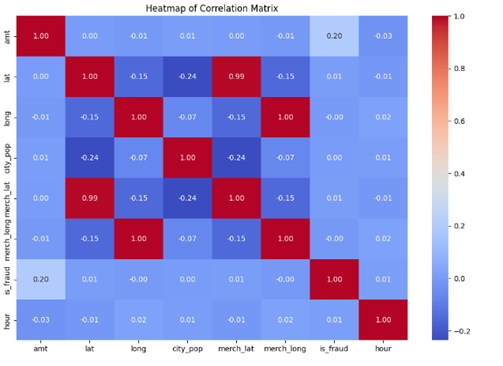 Heatmap of Correlation Matrix
amt 1.00 0.00 -0.01 0.01 0.00 -0.01 0.20 -0.03
lat 0.00 1.00 -0.15 -0.24 0.99 -0.15 0.01 -0.01
long -0.01 -0.15 1.00 -0.07 -0.15 1.00 -0.00 0.02
city_pop 0.01 -0.24 -0.07 1.00 -0.24 -0.07 0.00 0.01
merch_lat 0.00 0.99 -0.15 -0.24 1.00 -0.15 0.01 -0.01
merch_long -0.01 -0.15 1.00 -0.07 -0.15 1.00 -0.00 0.02
is_fraud 0.20 0.01 -0.00 0.00 0.01 -0.00 1.00 0.01
hour -0.03 -0.01 0.02 0.01 -0.01 0.02 0.01 1.00
amt lat long city_pop merch_lat merch_long is_fraud hour
1.0
0.8
0.6
0.4
0.2
0.0
-0.2